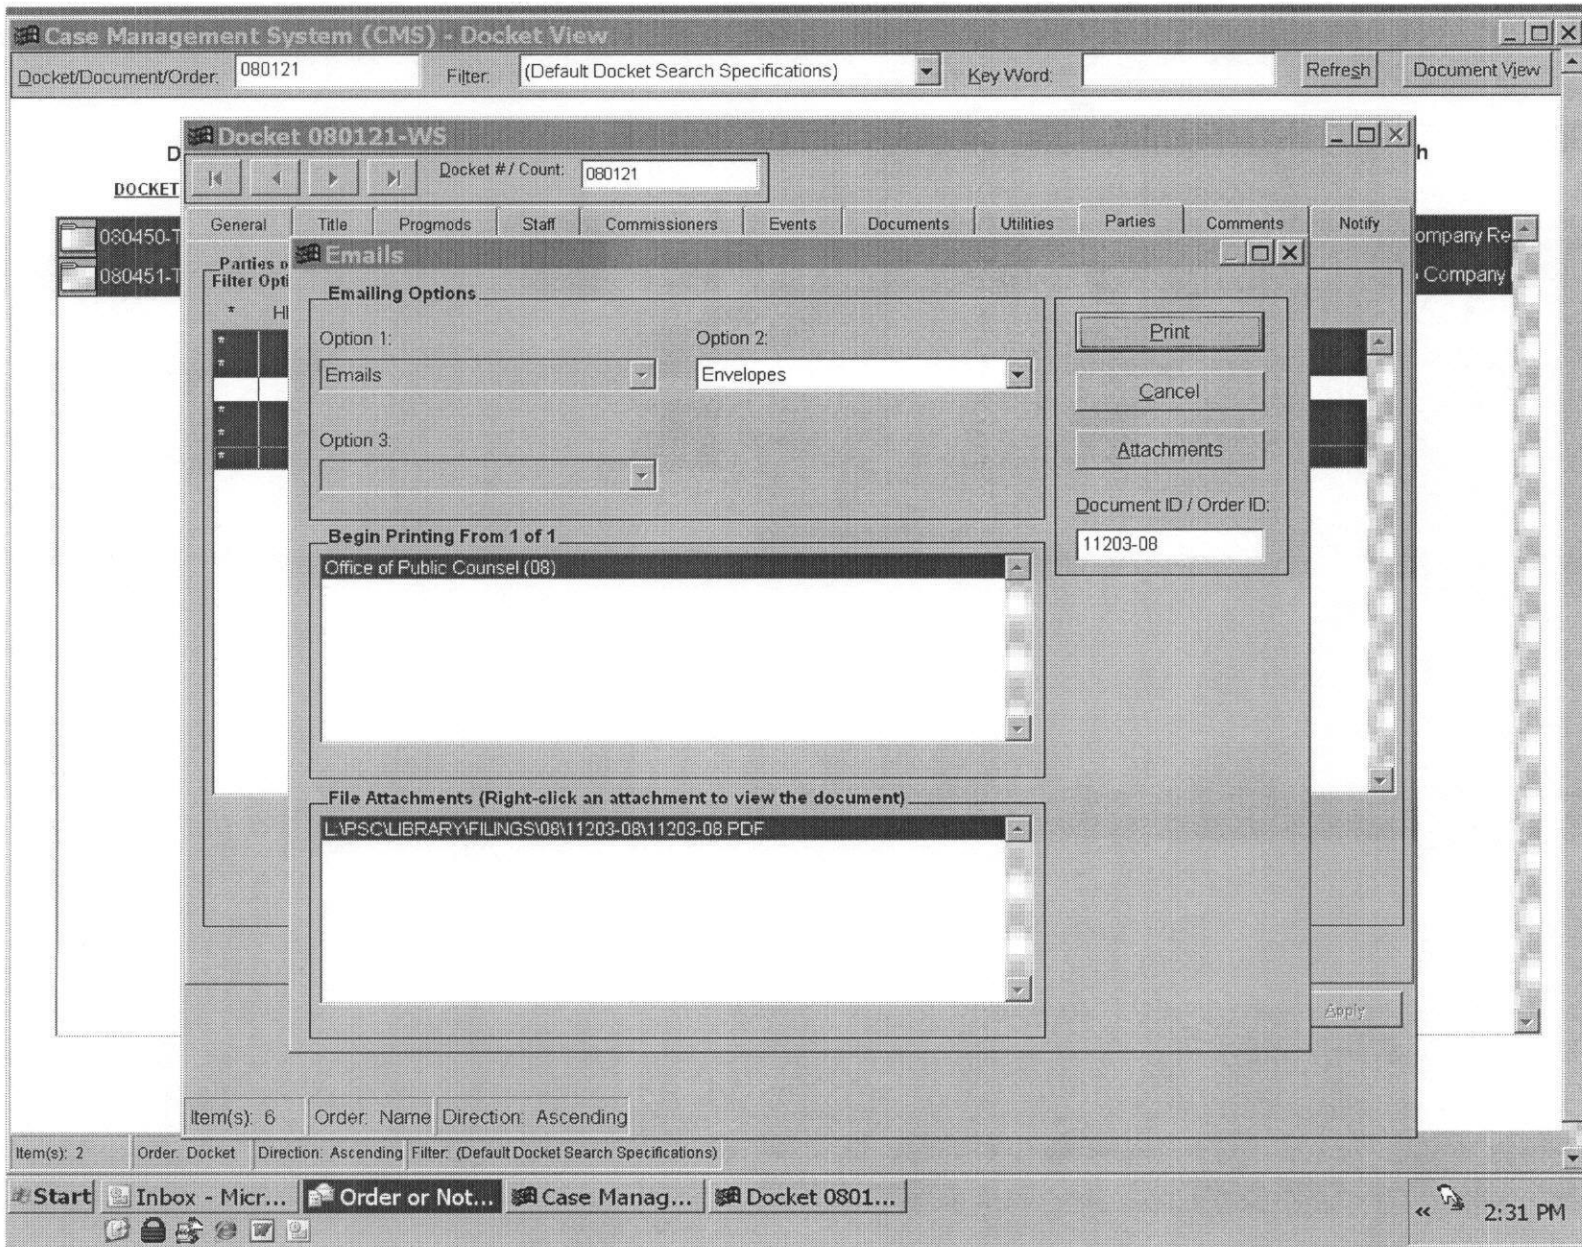 Case Management System (CMS) - Docket View
Docket/Document/Order: 080121 Filter: (Default Docket Search Specifications) Key Word: Refresh Document View
Docket 080121-WS
D h
Docket # / Count: 080121
DOCKET
General Title Progmods Staff Commissioners Events Documents Utilities Parties Comments Notify
080450-T ompany Re
Emails
Parties
080451-T Company
Filter Opti
Emailing Options
* HI
Option 1: Option 2: Print
Emails Envelopes
Cancel
Option 3:
Attachments
Document ID / Order ID:
Begin Printing From 1 of 1
11203-08
Office of Public Counsel (08)
File Attachments (Right-click an attachment to view the document)
L:\PSC\LIBRARY\FILINGS\08\11203-08\11203-08.PDF
Apply
Item(s): 6 Order: Name Direction: Ascending
Item(s): 2 Order: Docket Direction: Ascending Filter: (Default Docket Search Specifications)
Start Inbox - Micr... Order or Not... Case Manag... Docket 0801...
« 2:31 PM